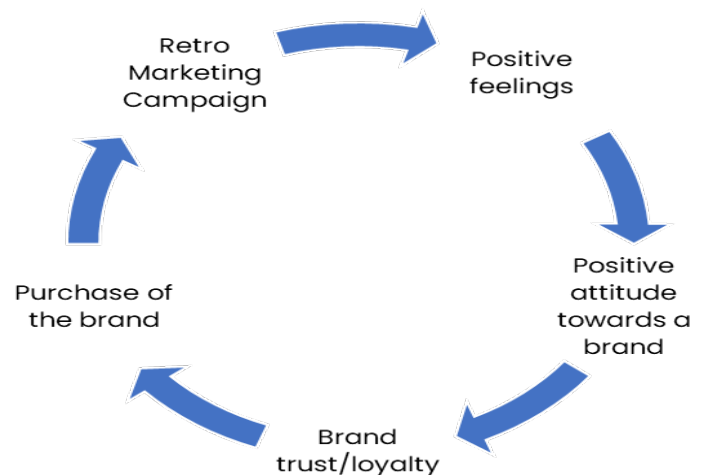 Retro
Marketing
Campaign
Positive
feelings
Positive
attitude
towards a
brand
Brand
trust/loyalty
Purchase of
the brand